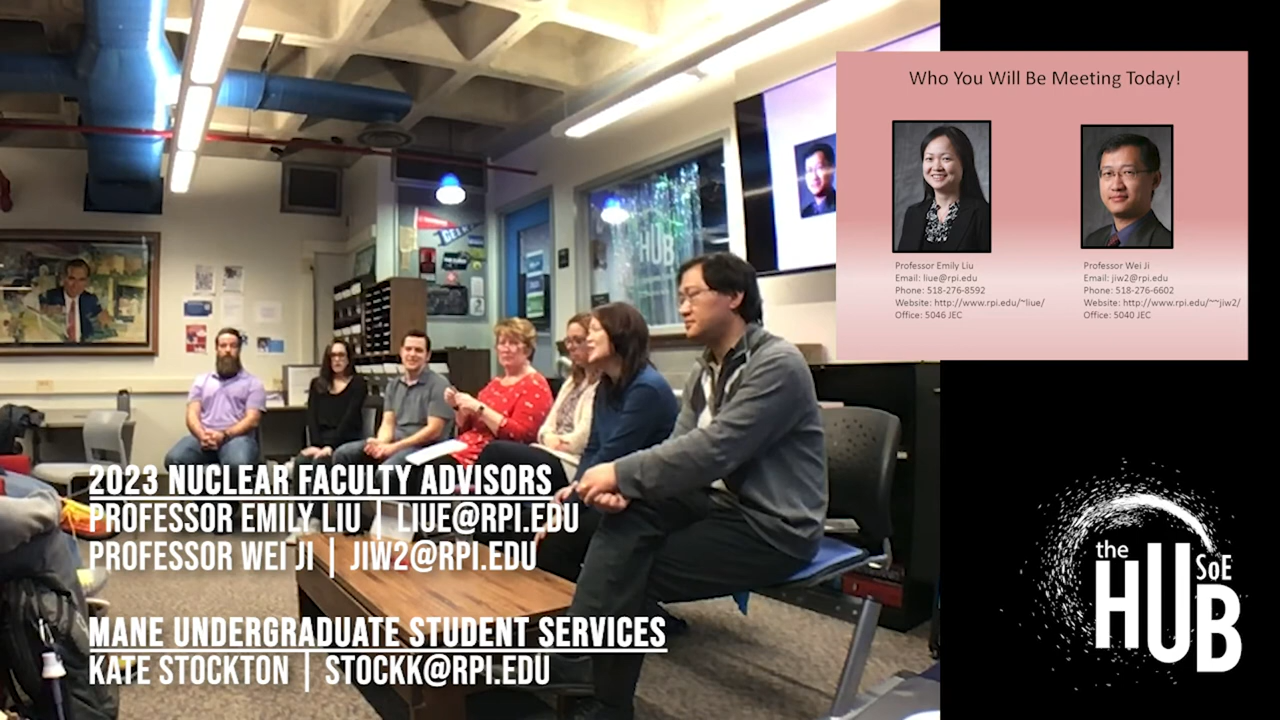 Who You Will Be Meeting Today!
Professor Emily Liu
Email: liue@rpi.edu
Phone: 518-276-8592
Website: http://www.rpi.edu/~liue/
Office: 5046 JEC
Professor Wei Ji
Email: jiw2@rpi.edu
Phone: 518-276-6602
Website: http://www.rpi.edu/~~jiw2/
Office: 5040 JEC
HUB
2023 NUCLEAR FACULTY ADVISORS
PROFESSOR EMILY LIU | LIUE@RPI.EDU
PROFESSOR WEI JI | JIW2@RPI.EDU
MANE UNDERGRADUATE STUDENT SERVICES
KATE STOCKTON | STOCKK@RPI.EDU
the
HUB
SoE